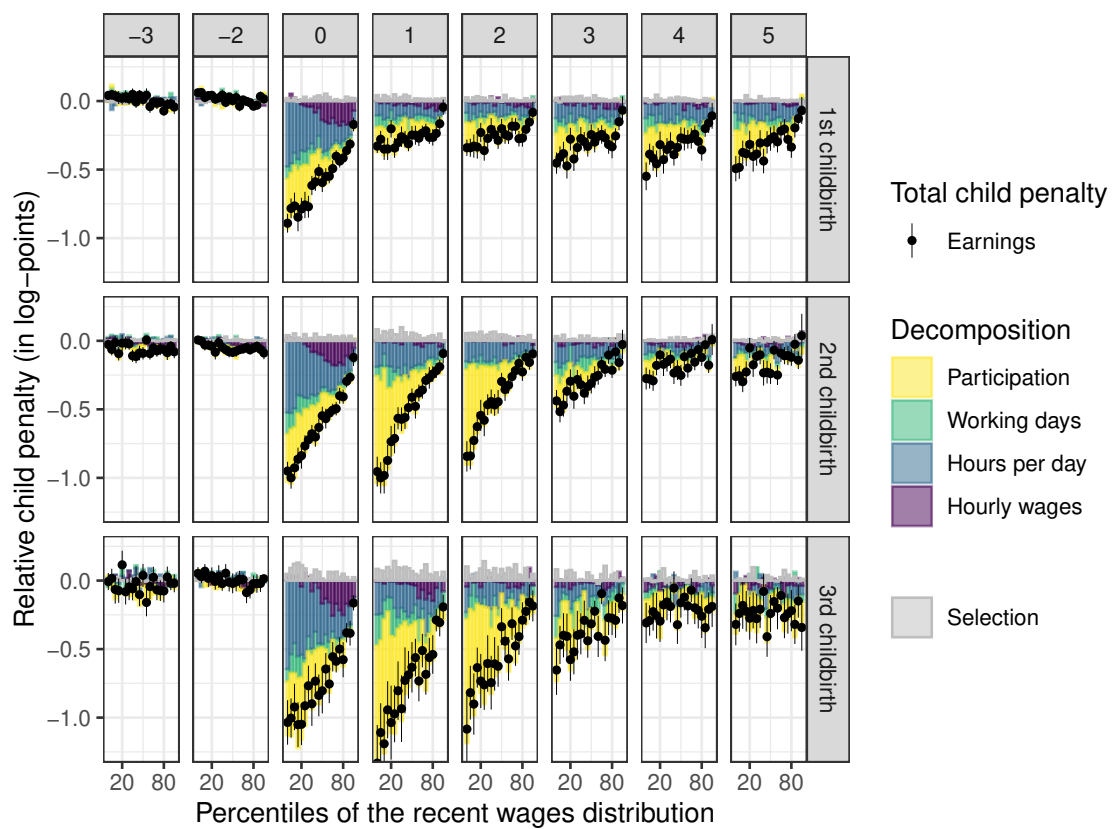 −3 −2 0 1 2 3 4 5
0.0
−0.5
−1.0
1st childbirth
0.0
−0.5
−1.0
2nd childbirth
0.0
−0.5
−1.0
3rd childbirth
20 80 20 80 20 80 20 80 20 80 20 80 20 80 20 80
Percentiles of the recent wages distribution
Relative child penalty (in log−points)
Total child penalty
Earnings
Decomposition
Participation
Working days
Hours per day
Hourly wages
Selection